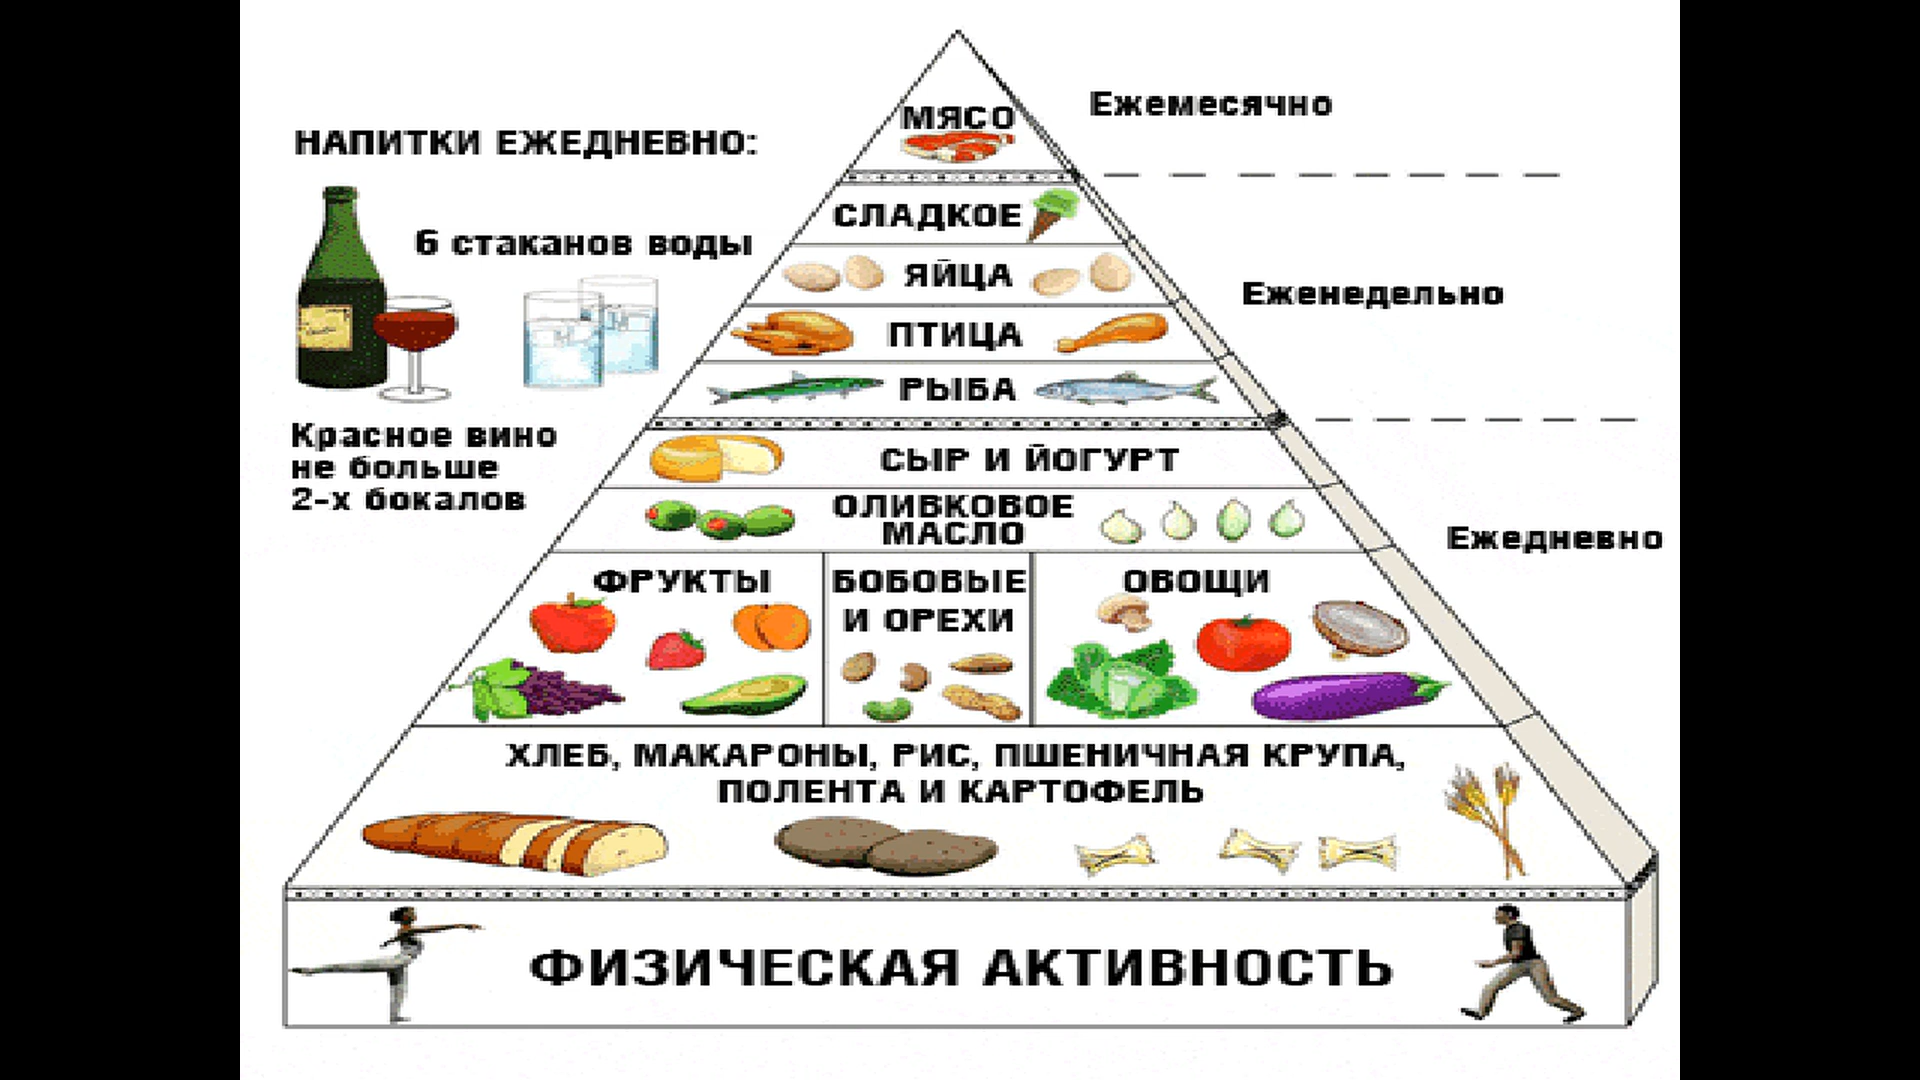 МЯСО
Ежемесячно
НАПИТКИ ЕЖЕДНЕВНО:
6 стаканов воды
Красное вино
не больше
2-х бокалов
СЛАДКОЕ
ЯЙЦА
ПТИЦА
РЫБА
Еженедельно
СЫР И ЙОГУРТ
ОЛИВКОВОЕ
МАСЛО
Ежедневно
ФРУКТЫ
БОБОВЫЕ
И ОРЕХИ
ОВОЩИ
ХЛЕБ, МАКАРОНЫ, РИС, ПШЕНИЧНАЯ КРУПА,
ПОЛЕНТА И КАРТОФЕЛЬ
ФИЗИЧЕСКАЯ АКТИВНОСТЬ